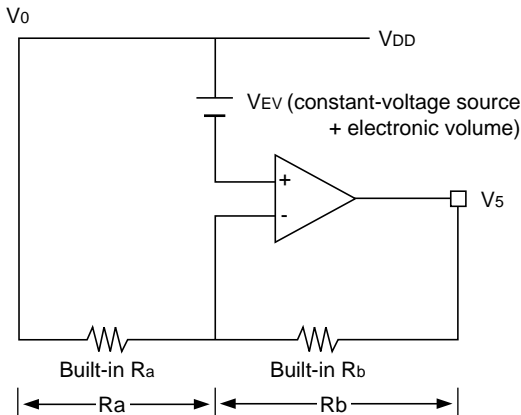 V0
VDD
VEV (constant-voltage source
+ electronic volume)
+
-
V5
Built-in Ra
Built-in Rb
Ra
Rb